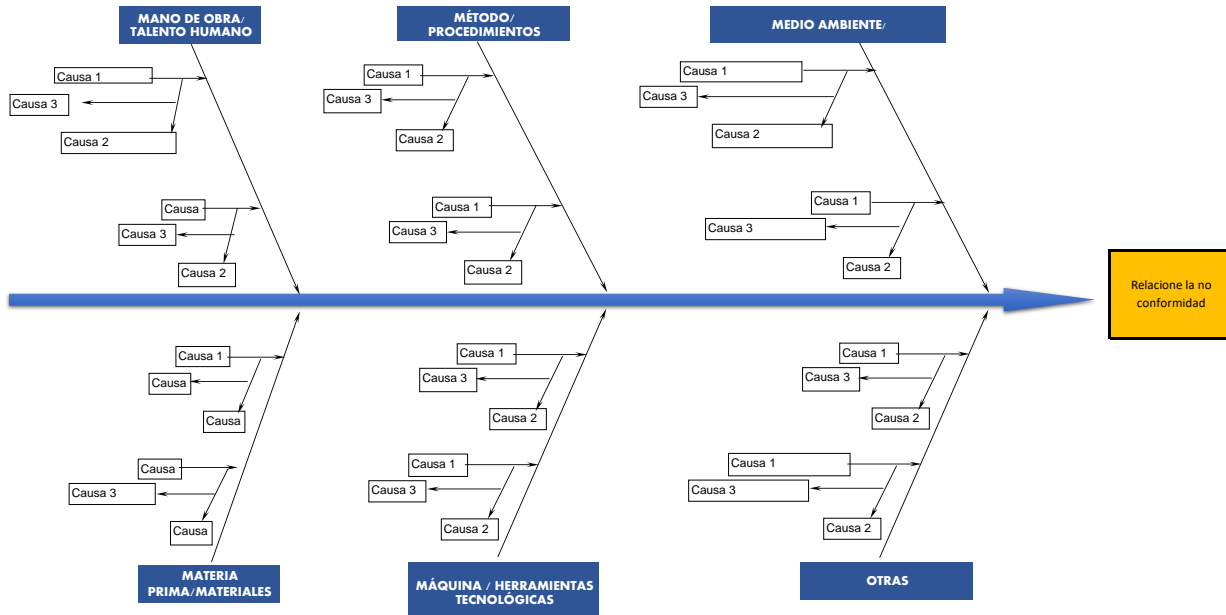 MANO DE OBRA/
TALENTO HUMANO
MÉTODO/
PROCEDIMIENTOS
MEDIO AMBIENTE/
Causa 1
Causa 3
Causa 2
Causa
Causa 3
Causa 2
Causa 1
Causa 3
Causa 2
Causa 1
Causa 3
Causa 2
Causa 1
Causa 3
Causa 2
Causa 1
Causa 3
Causa 2
Relacione la no
conformidad
Causa 1
Causa
Causa
Causa
Causa 3
Causa
Causa 1
Causa 3
Causa 2
Causa 1
Causa 3
Causa 2
Causa 1
Causa 3
Causa 2
Causa 1
Causa 3
Causa 2
MATERIA
PRIMA/MATERIALES
MÁQUINA / HERRAMIENTAS
TECNOLÓGICAS
OTRAS